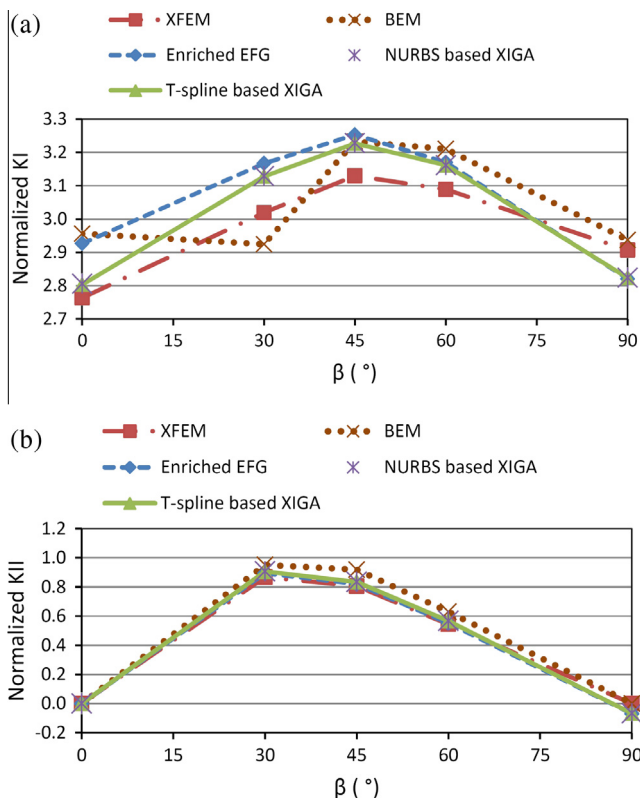 (a)
XFEM
BEM
Enriched EFG
NURBS based XIGA
T-spline based XIGA
Normalized KI
3.3
3.2
3.1
3.0
2.9
2.8
2.7
0 15 30 45 60 75 90
β ( °)
(b)
XFEM
BEM
Enriched EFG
NURBS based XIGA
T-spline based XIGA
Normalized KII
1.2
1.0
0.8
0.6
0.4
0.2
0.0
-0.2
0 15 30 45 60 75 90
β ( °)